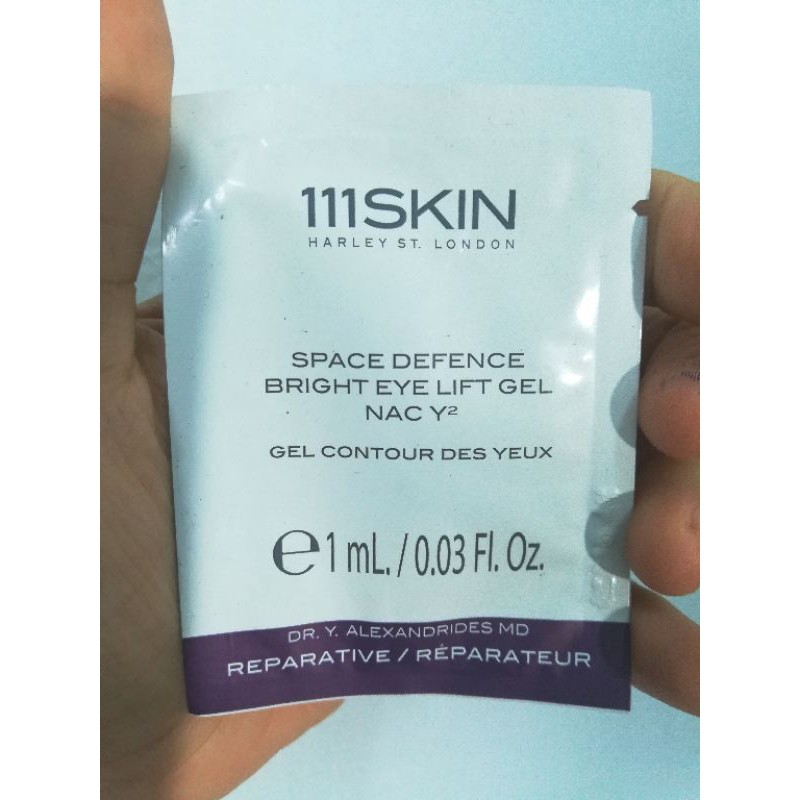 111SKIN
HARLEY ST. LONDON
SPACE DEFENCE
BRIGHT EYE LIFT GEL
NAC Y²
GEL CONTOUR DES YEUX
℮1 mL. / 0.03 Fl. Oz.
DR. Y. ALEXANDRIDES MD
REPARATIVE / RÉPARATEUR